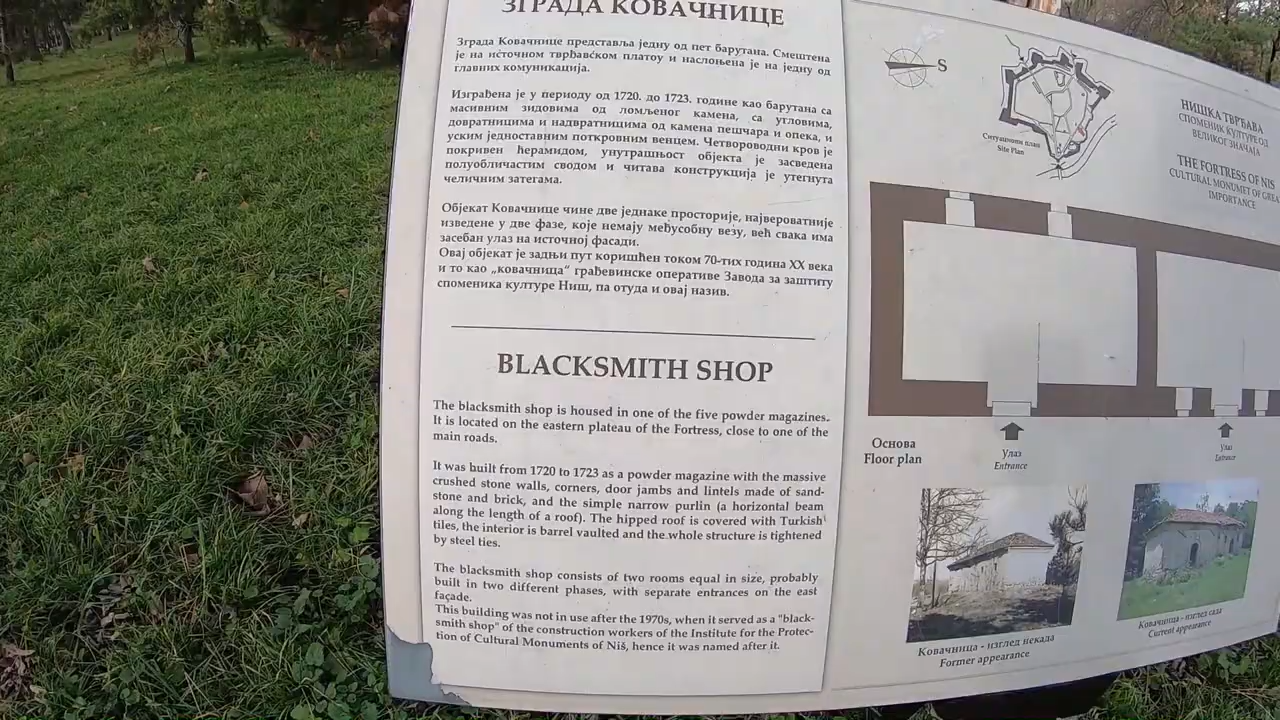 ЗГРАДА КОВАЧНИЦЕ
Зграда Ковачнице представља једну од пет барутана. Смештена
је на источном тврђавском платоу и наслоњена је на једну од
главних комуникација.
Изграђена је у периоду од 1720. до 1723. године као барутана са
масивним зидовима од ломљеног камена, са угловима,
довратницима и надвратницима од камена пешчара и опека, и
уским једноставним поткровним венцем. Четвороводни кров је
покривен ћерамидом, унутрашњост објекта је засведена
полуобличастим сводом и читава конструкција је утегнута
челичним затегама.
Објекат Ковачнице чине две једнаке просторије, највероватније
изведене у две фазе, које немају међусобну везу, већ свака има
засебан улаз на источној фасади.
Овај објекат је задњи пут коришћен током 70-тих година XX века
и то као „ковачница“ грађевинске оперативе Завода за заштиту
споменика културе Ниш, па отуда и овај назив.
BLACKSMITH SHOP
The blacksmith shop is housed in one of the five powder magazines.
It is located on the eastern plateau of the Fortress, close to one of the
main roads.
It was built from 1720 to 1723 as a powder magazine with the massive
crushed stone walls, corners, door jambs and lintels made of sand-
stone and brick, and the simple narrow purlin (a horizontal beam
along the length of a roof). The hipped roof is covered with Turkish
tiles, the interior is barrel vaulted and the whole structure is tightened
by steel ties.
The blacksmith shop consists of two rooms equal in size, probably
built in two different phases, with separate entrances on the east
façade.
This building was not in use after the 1970s, when it served as a "black-
smith shop" of the construction workers of the Institute for the Protec-
tion of Cultural Monuments of Niš, hence it was named after it.
S
Ситуациони план
Site Plan
НИШКА ТВРЂАВА
СПОМЕНИК КУЛТУРЕ ОД
ВЕЛИКОГ ЗНАЧАЈА
THE FORTRESS OF NIS
CULTURAL MONUMET OF GREA
IMPORTANCE
Основа
Floor plan
Улаз
Entrance
Улаз
Entrance
Ковачница - изглед некада
Former appearance
Ковачница - изглед сада
Current appearance